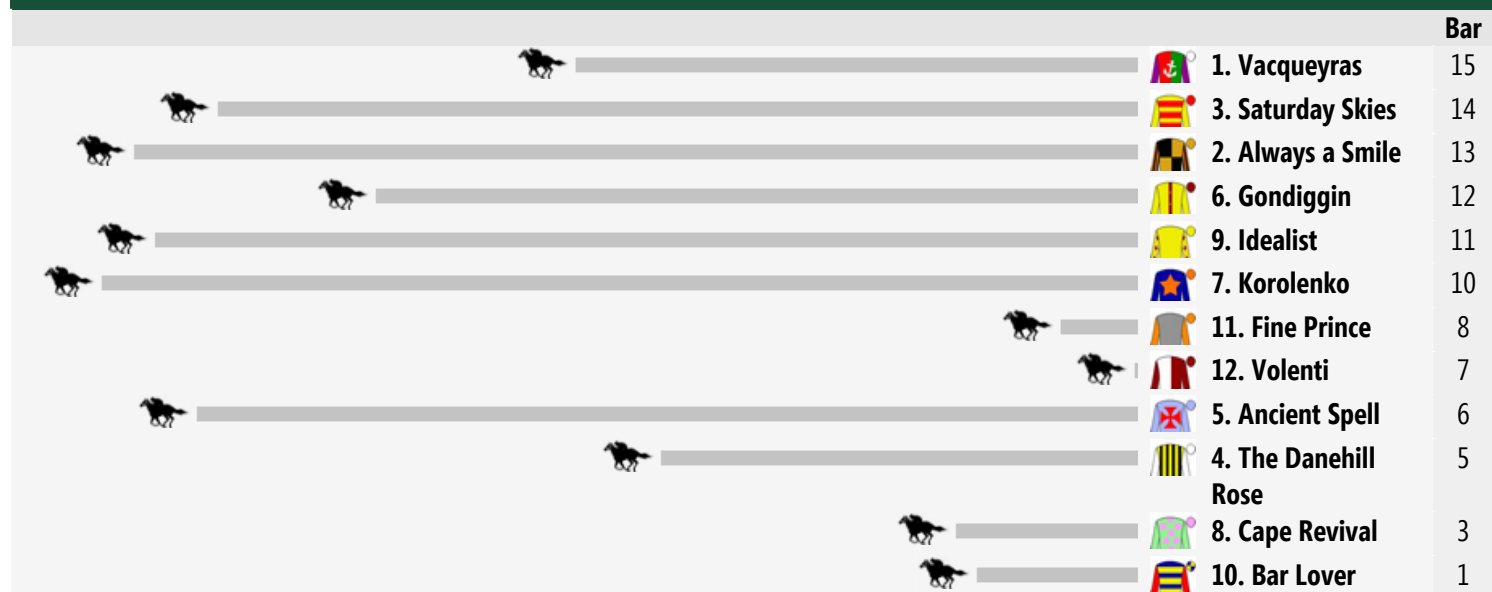 Bar
1. Vacqueyras 15
3. Saturday Skies 14
2. Always a Smile 13
6. Gondiggin 12
9. Idealist 11
7. Korolenko 10
11. Fine Prince 8
12. Volenti 7
5. Ancient Spell 6
4. The Danehill 5
Rose
8. Cape Revival 3
10. Bar Lover 1